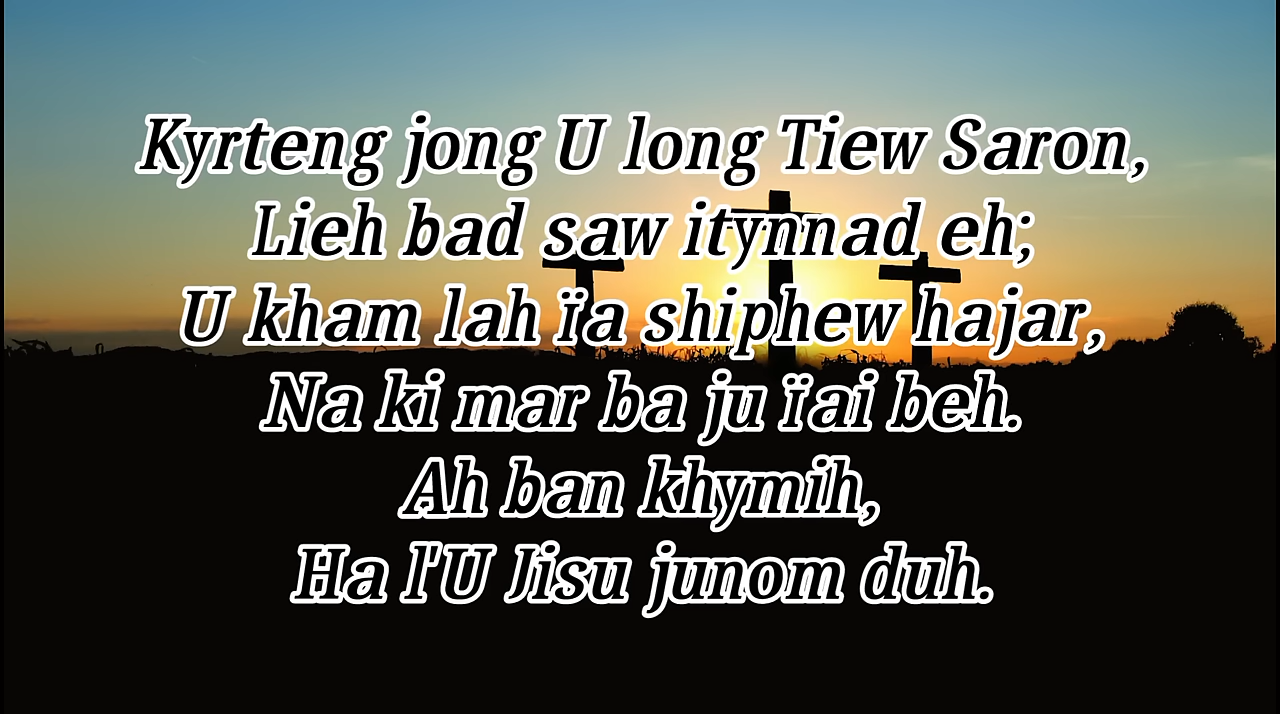 Kyrteng jong U long Tiew Saron,
Lieh bad saw itynnad eh;
U kham lah ïa shiphew hajar,
Na ki mar ba ju ïai beh.
Ah ban khymih,
Ha l'U Jisu junom duh.